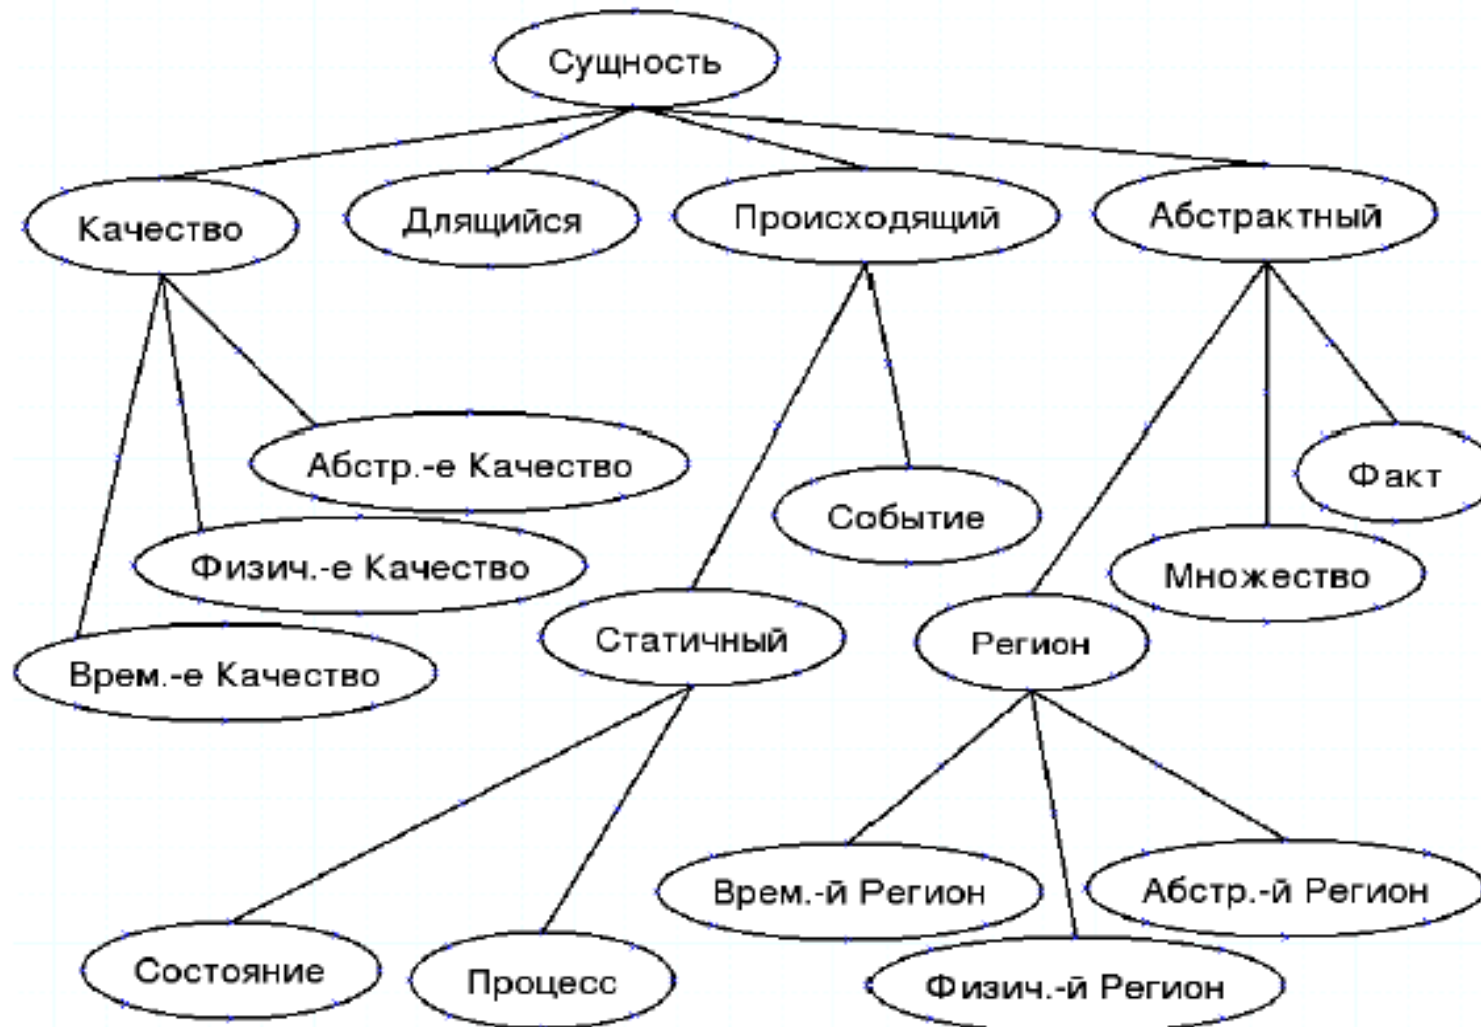 Сущность
Качество
Длящийся
Происходящий
Абстрактный
Абстр.-е Качество
Физич.-е Качество
Врем.-е Качество
Событие
Статичный
Факт
Множество
Регион
Состояние
Процесс
Врем.-й Регион
Физич.-й Регион
Абстр.-й Регион